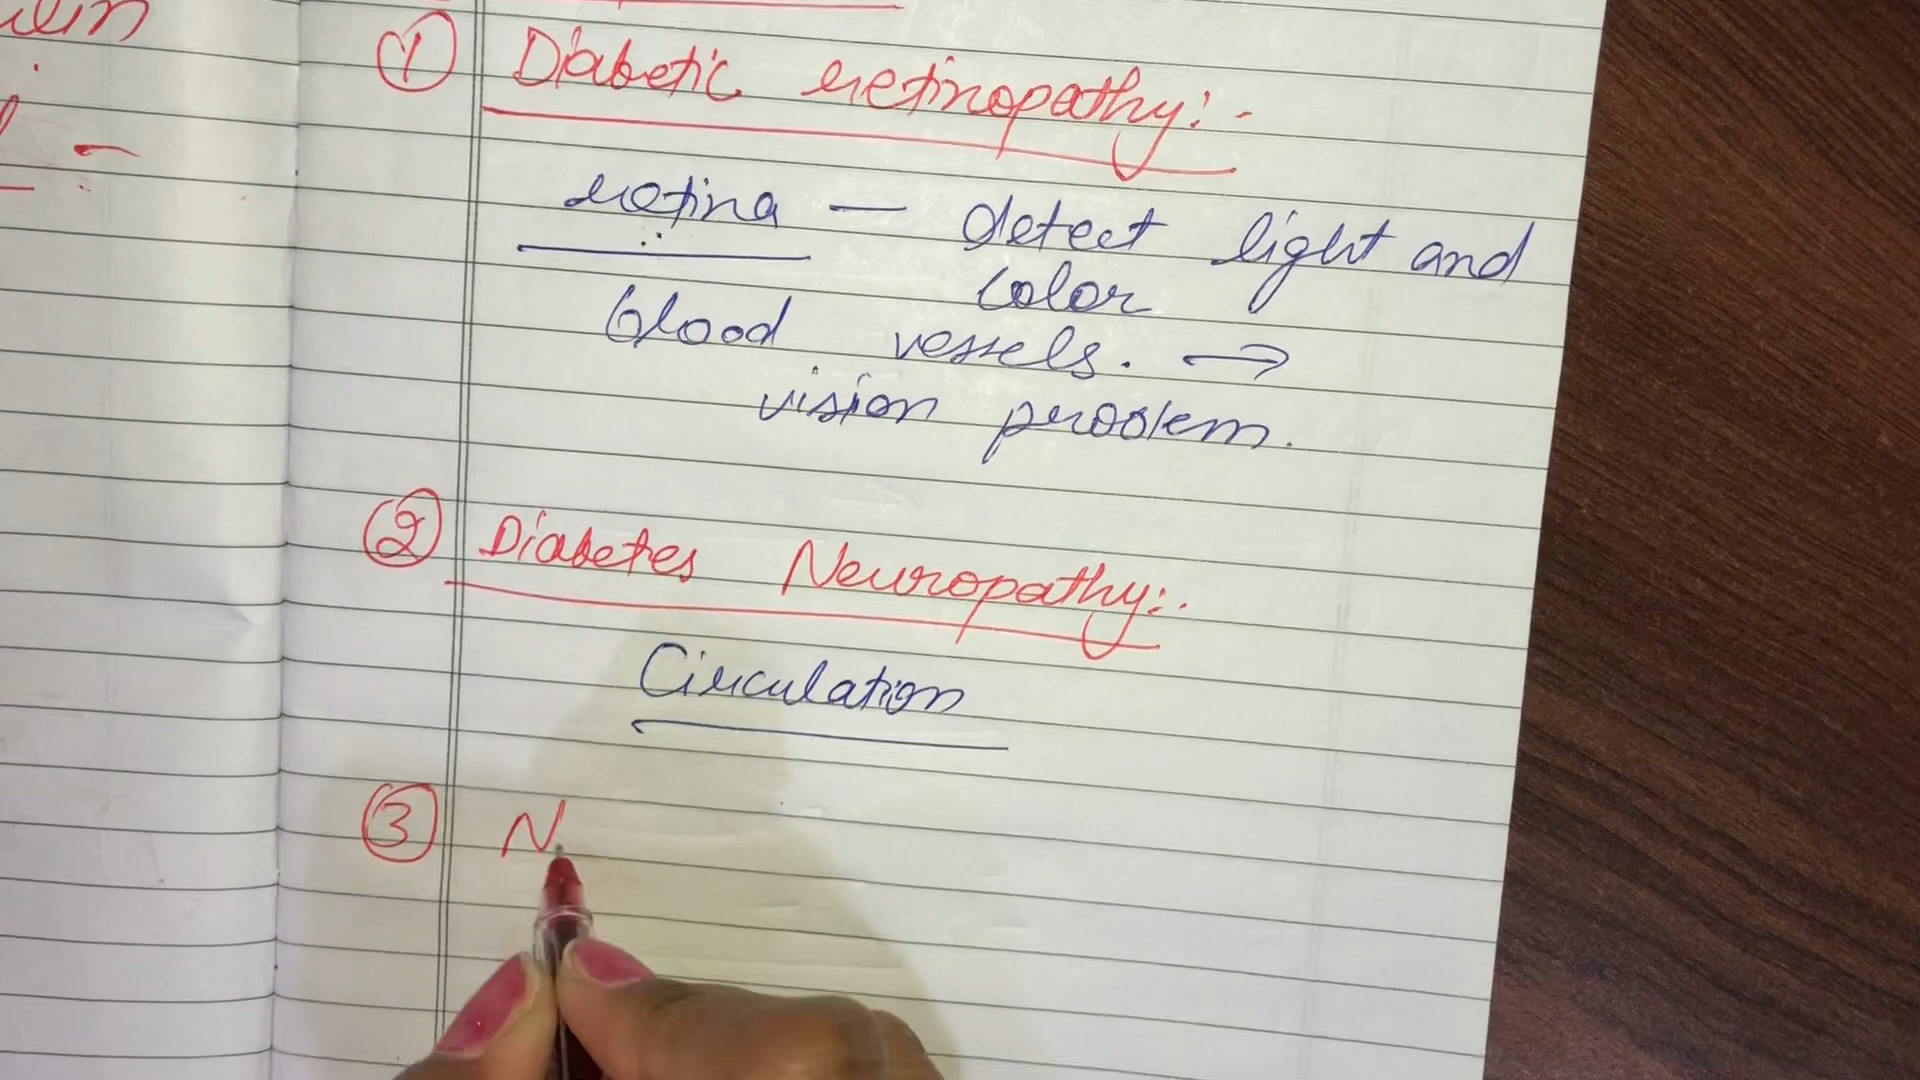 ① Diabetic retinopathy:-
retina — detect light and
color
blood vessels. →
vision problem.
② Diabetes Neuropathy:-
Circulation
③ N